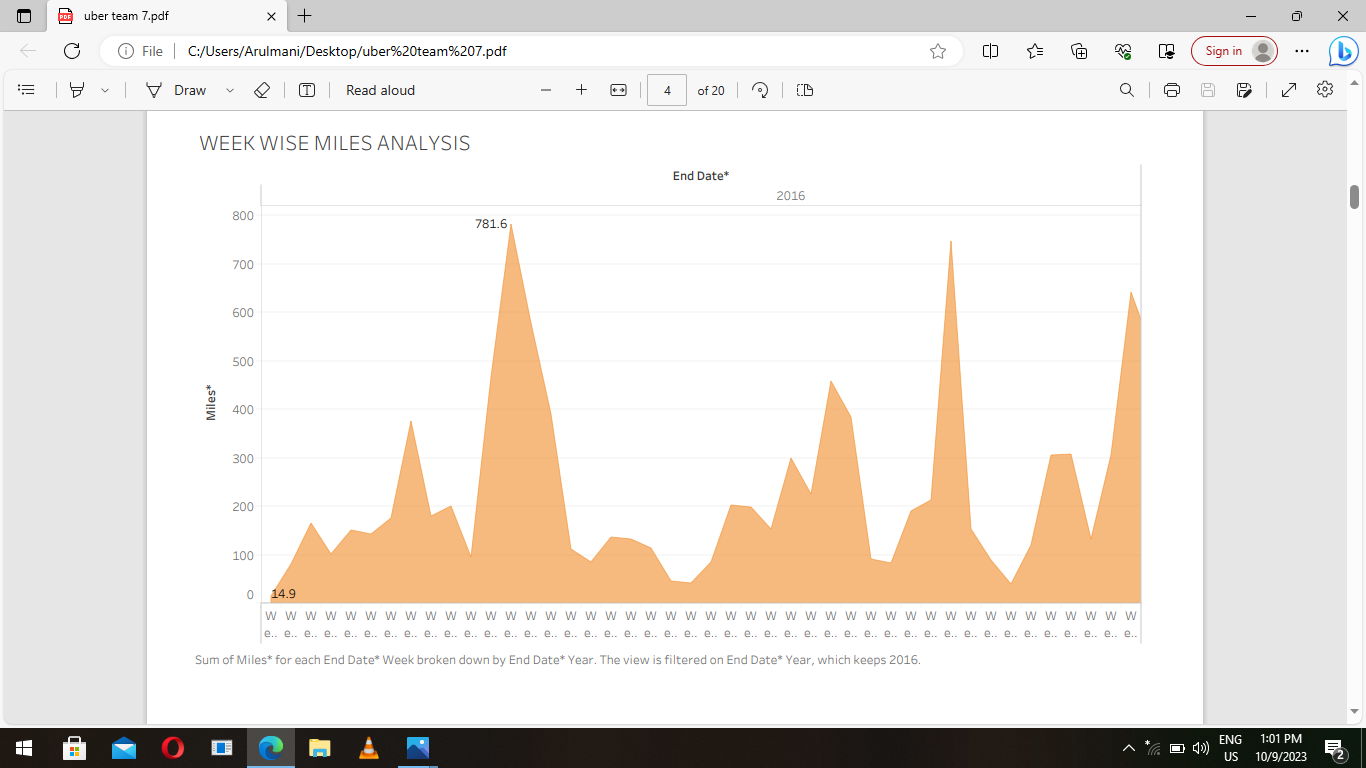 uber team 7.pdf
File C:/Users/Arulmani/Desktop/uber%20team%207.pdf Sign in
Draw Read aloud 4 of 20
WEEK WISE MILES ANALYSIS
End Date*
2016
800
781.6
700
600
500
400
Miles*
300
200
100
0
14.9
W W W W W W W W W W W W W W W W W W W W W W W W W W W W W W W W W W W W W W W W W W W W
e.. e.. e.. e.. e.. e.. e.. e.. e.. e.. e.. e.. e.. e.. e.. e.. e.. e.. e.. e.. e.. e.. e.. e.. e.. e.. e.. e.. e.. e.. e.. e.. e.. e.. e.. e.. e.. e.. e.. e.. e.. e.. e.. e..
Sum of Miles* for each End Date* Week broken down by End Date* Year. The view is filtered on End Date* Year, which keeps 2016.
ENG 1:01 PM
US 10/9/2023 2